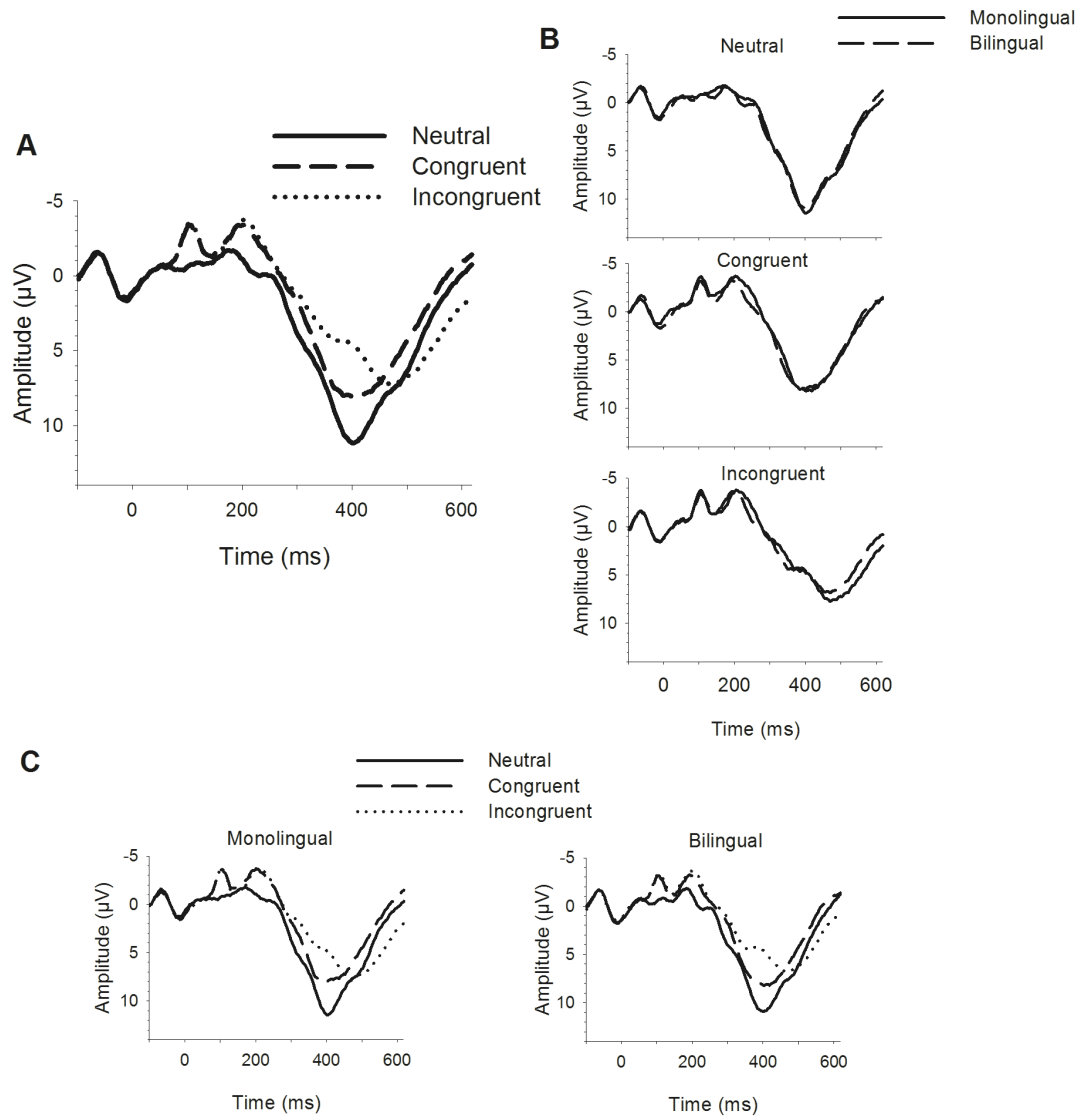 A
Neutral
Congruent
Incongruent
-5
0
5
10
Amplitude (µV)
0 200 400 600
Time (ms)
B
Monolingual
Bilingual
Neutral
-5
0
5
10
Amplitude (µV)
Congruent
-5
0
5
10
Amplitude (µV)
Incongruent
-5
0
5
10
Amplitude (µV)
0 200 400 600
Time (ms)
C
Neutral
Congruent
Incongruent
Monolingual
-5
0
5
10
Amplitude (µV)
0 200 400 600
Time (ms)
Bilingual
-5
0
5
10
Amplitude (µV)
0 200 400 600
Time (ms)